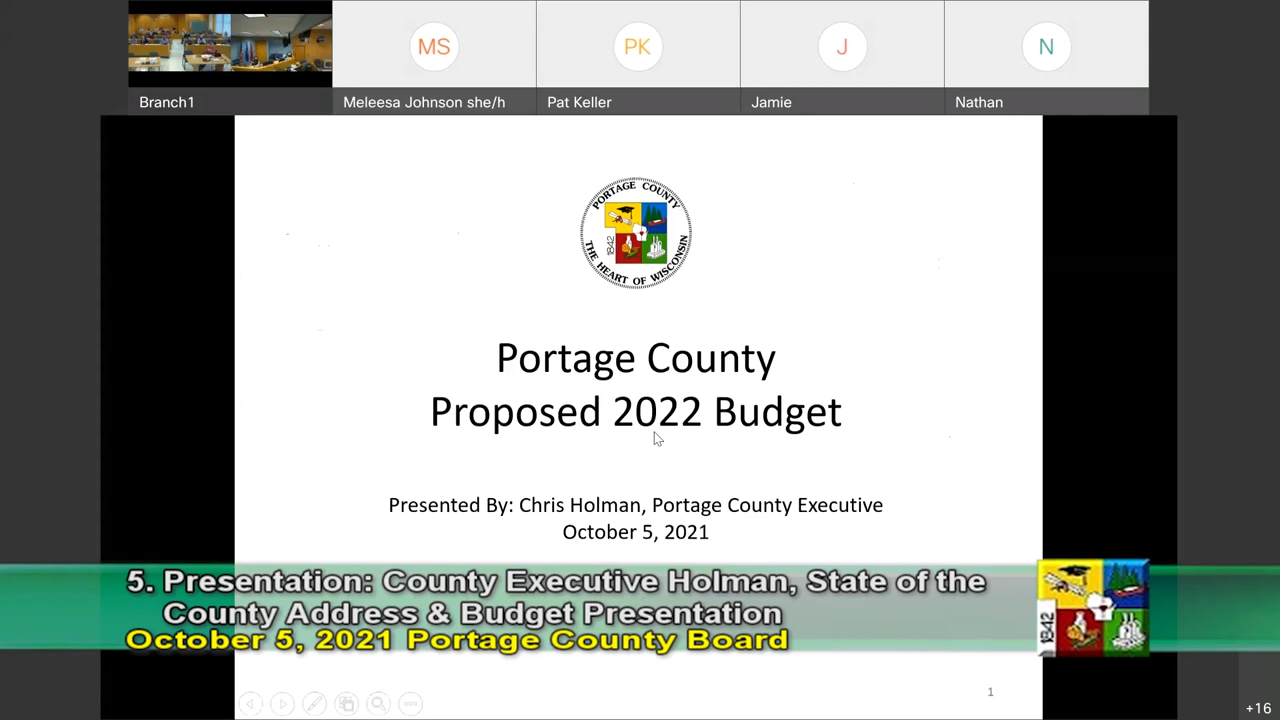 MS
PK
J
N
Branch1
Meleesa Johnson she/h
Pat Keller
Jamie
Nathan
PORTAGE COUNTY
1842
THE HEART OF WISCONSIN
Portage County
Proposed 2022 Budget
Presented By: Chris Holman, Portage County Executive
October 5, 2021
5. Presentation: County Executive Holman, State of the
County Address & Budget Presentation
October 5, 2021 Portage County Board
1842
1
+16